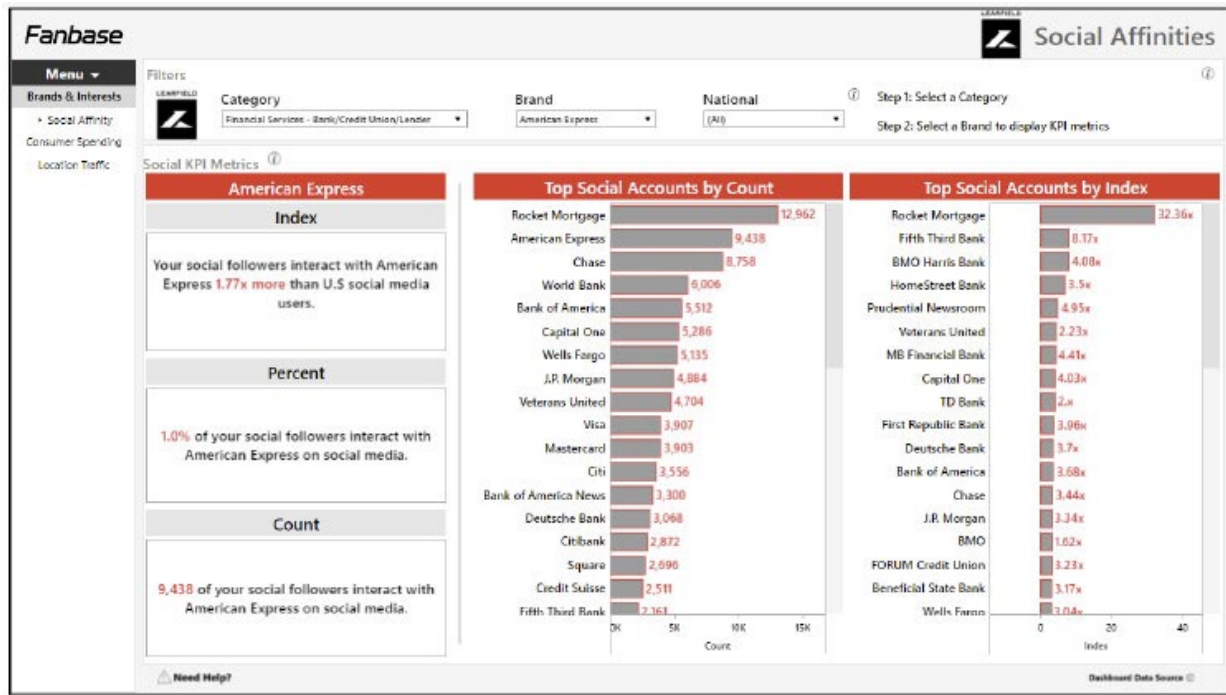 LEARFIELD
Fanbase
Social Affinities
Menu
Brands & Interests
Social Affinity
Consumer Spending
Location Traffic
Filters
LEARFIELD
Category
Financial Services - Bank/Credit Union/Lender
Brand
American Express
National
(All)
Step 1: Select a Category
Step 2: Select a Brand to display KPI metrics
Social KPI Metrics
American Express
Index
Your social followers interact with American
Express 1.77x more than U.S social media
users.
Percent
1.0% of your social followers interact with
American Express on social media.
Count
9,438 of your social followers interact with
American Express on social media.
Top Social Accounts by Count
Rocket Mortgage 12,962
American Express 9,438
Chase 8,758
World Bank 6,006
Bank of America 5,512
Capital One 5,286
Wells Fargo 5,135
J.P. Morgan 4,884
Veterans United 4,704
Visa 3,907
Mastercard 3,903
Citi 3,556
Bank of America News 3,300
Deutsche Bank 3,068
Citibank 2,872
Square 2,696
Credit Suisse 2,511
Fifth Third Bank 2,161
0K 5K 10K 15K
Count
Top Social Accounts by Index
Rocket Mortgage 32.36x
Fifth Third Bank 8.17x
BMO Harris Bank 4.08x
HomeStreet Bank 3.5x
Prudential Newsroom 4.95x
Veterans United 2.23x
MB Financial Bank 4.41x
Capital One 4.03x
TD Bank 2.x
First Republic Bank 3.96x
Deutsche Bank 3.7x
Bank of America 3.68x
Chase 3.44x
J.P. Morgan 3.34x
BMO 1.62x
FORUM Credit Union 3.23x
Beneficial State Bank 3.17x
Wells Fargo 3.04x
0 20 40
Index
Need Help?
Dashboard Data Source